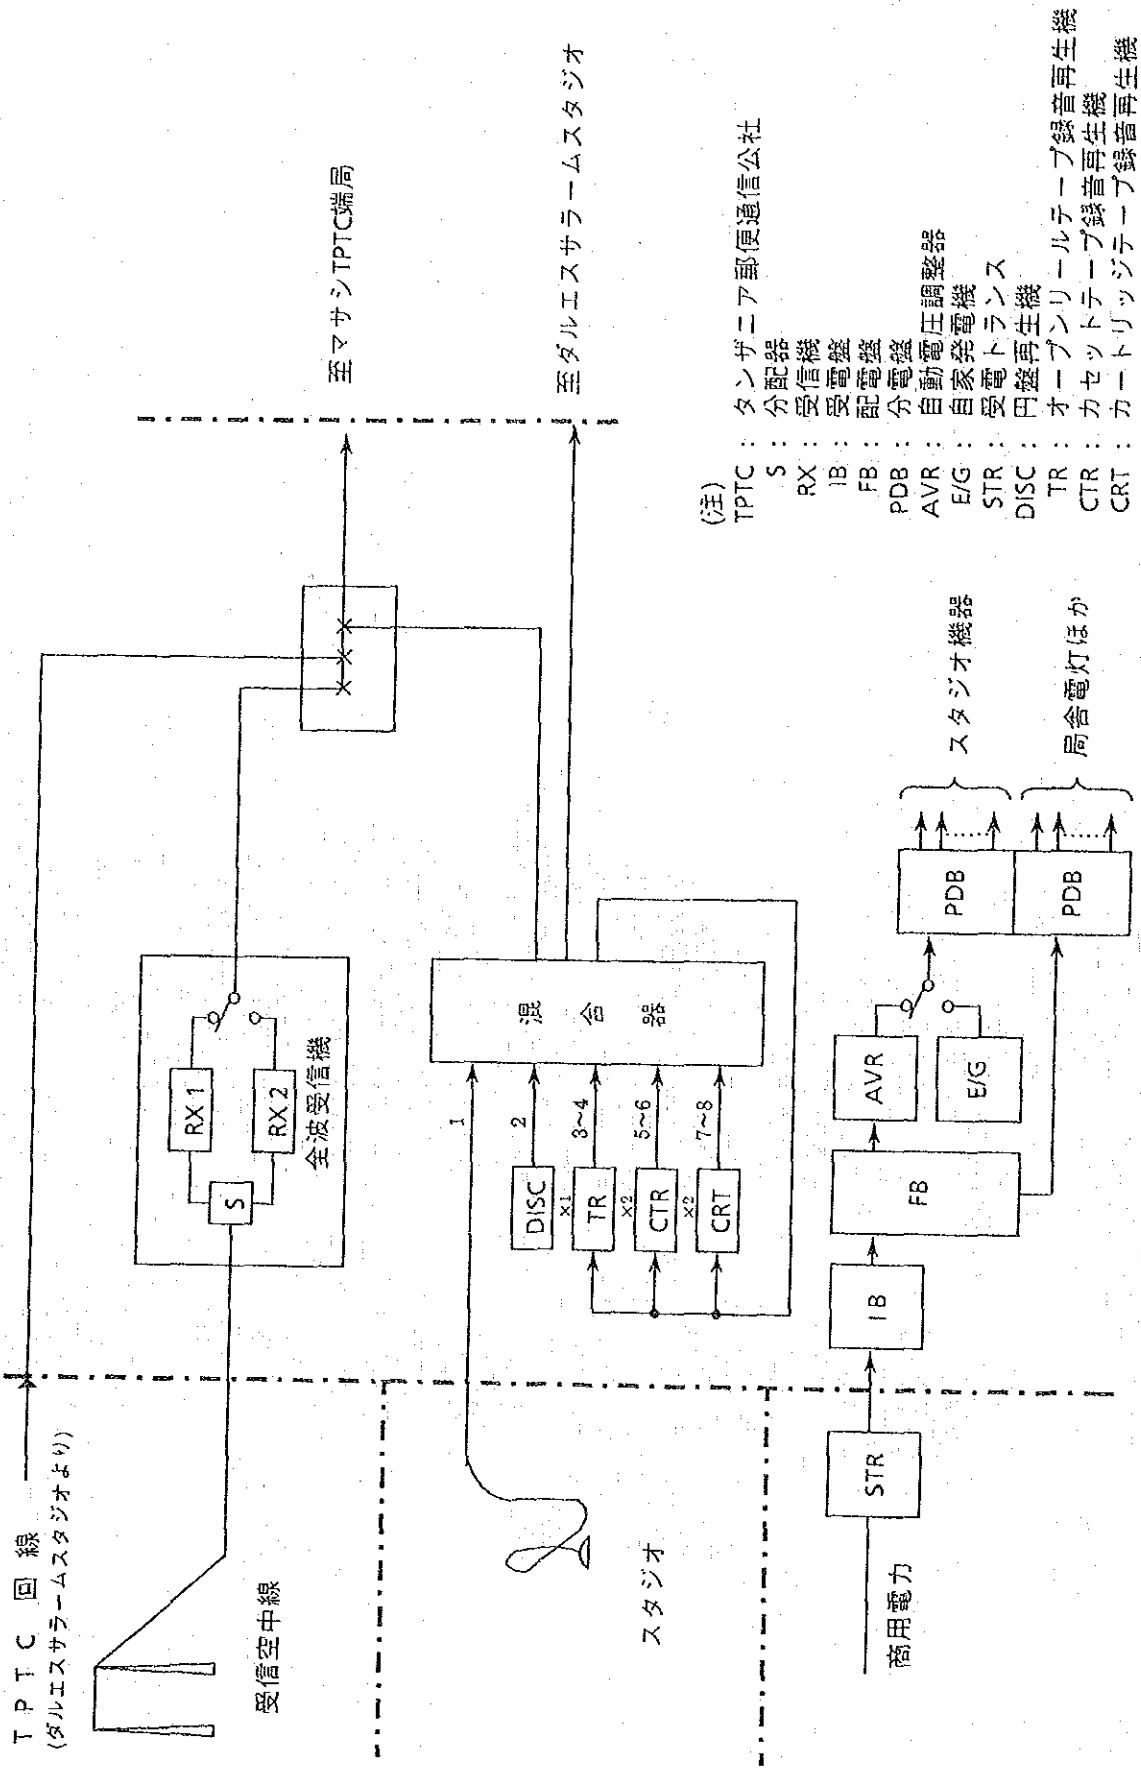 TPTC 回線
(ダルエスサラームスタジオより)
受信空中線
S
RX 1
RX 2
全波受信機
至マサシTPTC端局
至ダルエスサラームスタジオ
スタジオ
1
2
3~4
5~6
7~8
DISC
×1
TR
×2
CTR
×2
CRT
混合器
商用電力
STR
IB
FB
AVR
E/G
PDB
PDB
スタジオ機器
局舎電灯ほか
(注)
TPTC : タンザニア郵便通信公社
S : 分配器
RX : 受信機
IB : 受電盤
FB : 配電盤
PDB : 分電盤
AVR : 自動電圧調整器
E/G : 自家発電機
STR : 受電トランス
DISC : 円盤再生機
TR : オープンリールテープ録音再生機
CTR : カセットテープ録音再生機
CRT : カートリッジテープ録音再生機